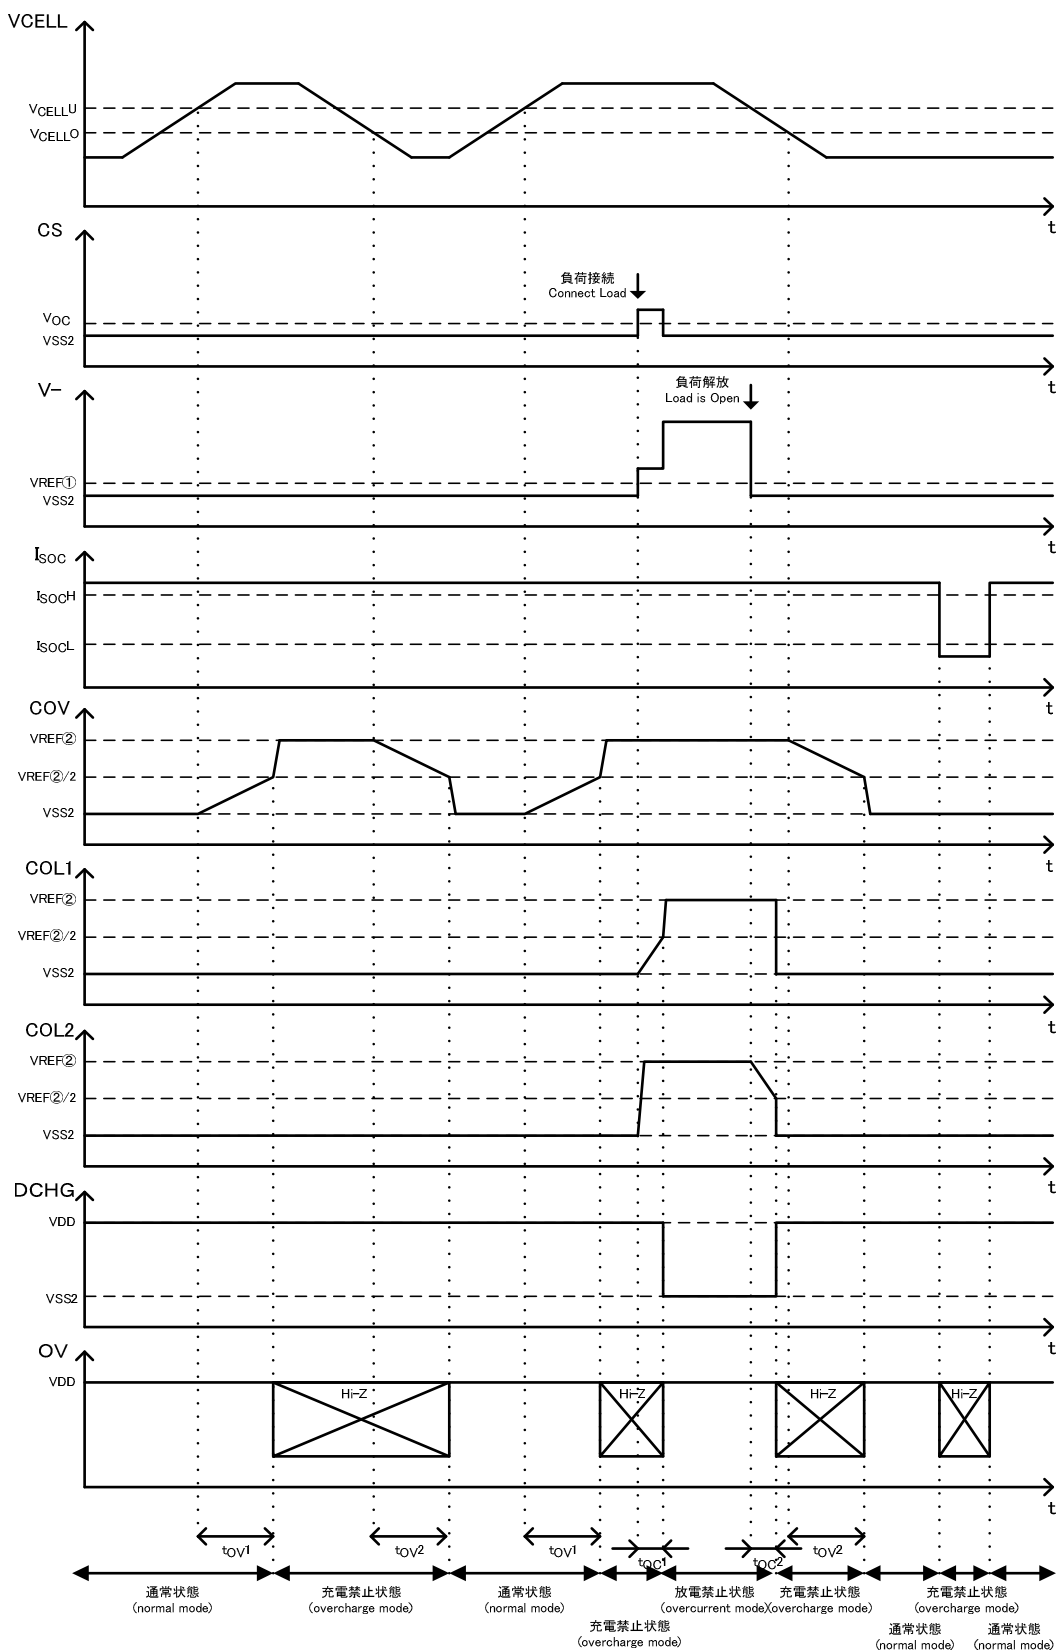 VCELL
VCELLU
VCELLO
t
CS
負荷接続
Connect Load
VOC
VSS2
t
V-
負荷解放
Load is Open
VREF①
VSS2
t
ISOC
ISOCH
ISOCL
t
COV
VREF②
VREF②/2
VSS2
t
COL1
VREF②
VREF②/2
VSS2
t
COL2
VREF②
VREF②/2
VSS2
t
DCHG
VDD
VSS2
t
OV
VDD
Hi-Z
Hi-Z
Hi-Z
Hi-Z
t
tOV1
tOV2
tOV1
tOC1
tOC2
tOV2
通常状態
(normal mode)
充電禁止状態
(overcharge mode)
通常状態
(normal mode)
充電禁止状態
(overcharge mode)
放電禁止状態
(overcurrent mode)
充電禁止状態
(overcharge mode)
通常状態
(normal mode)
充電禁止状態
(overcharge mode)
通常状態
(normal mode)